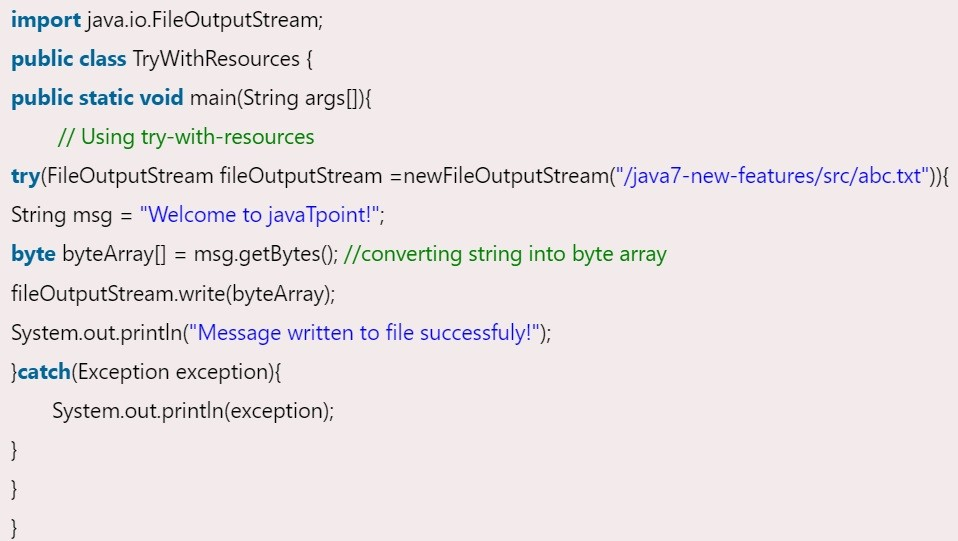 import java.io.FileOutputStream;
public class TryWithResources {
public static void main(String args[]){
// Using try-with-resources
try(FileOutputStream fileOutputStream =newFileOutputStream("/java7-new-features/src/abc.txt")){
String msg = "Welcome to javaTpoint!";
byte byteArray[] = msg.getBytes(); //converting string into byte array
fileOutputStream.write(byteArray);
System.out.println("Message written to file successfuly!");
}catch(Exception exception){
System.out.println(exception);
}
}
}